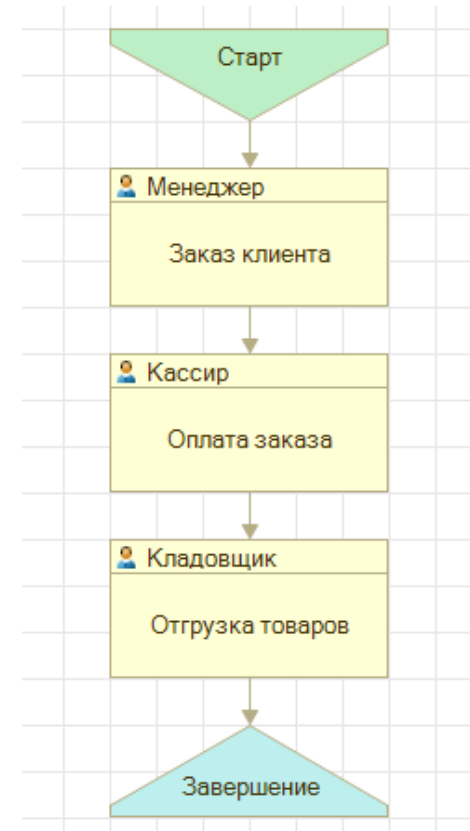 Старт
Менеджер
Заказ клиента
Кассир
Оплата заказа
Кладовщик
Отгрузка товаров
Завершение